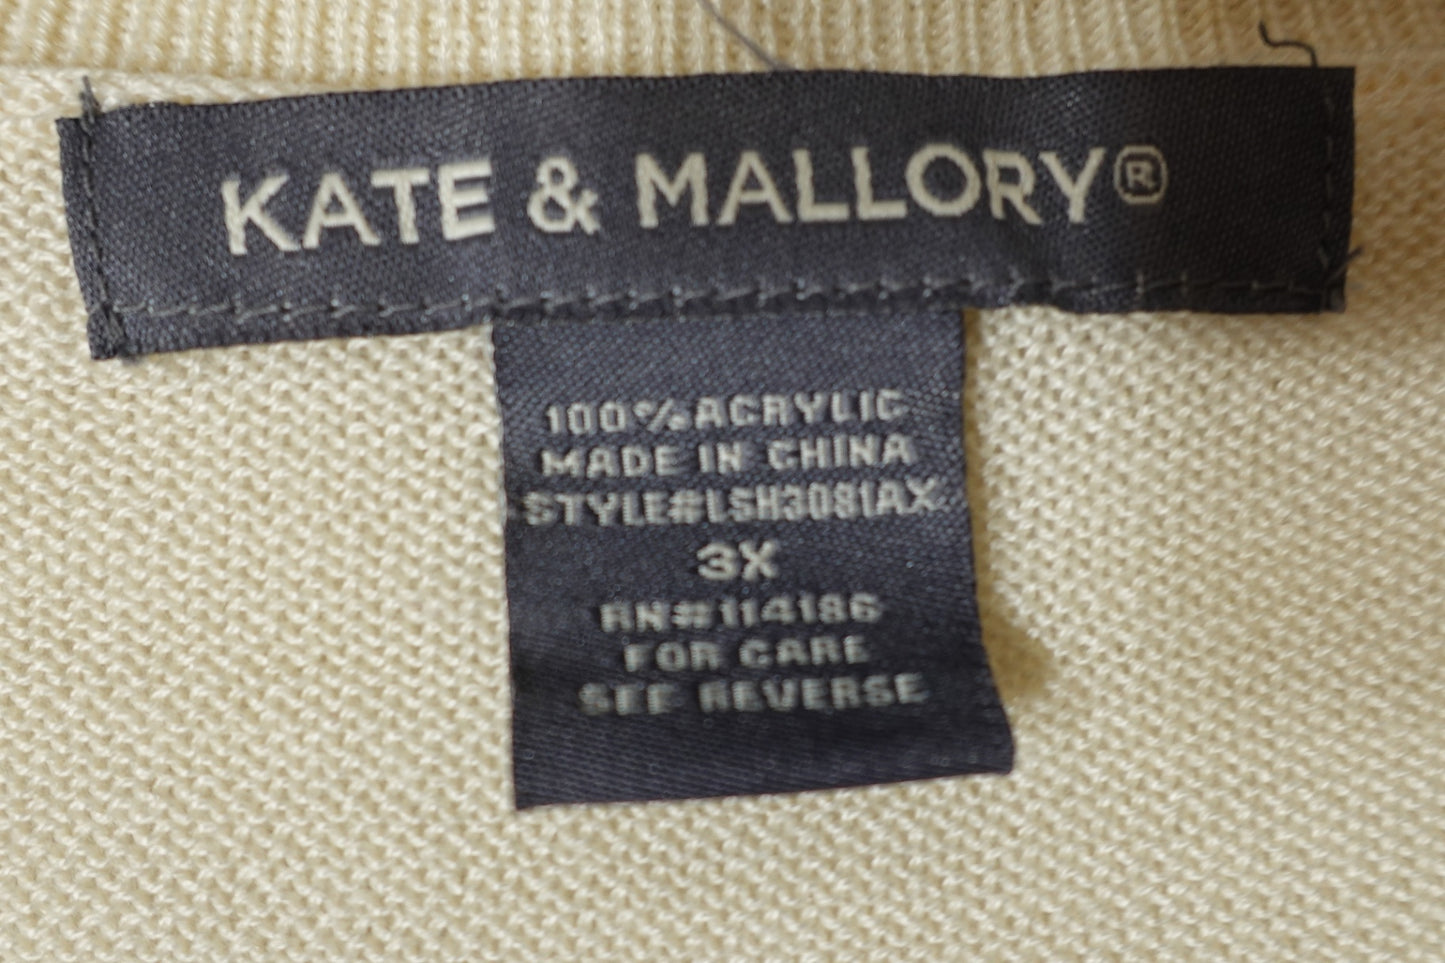 KATE & MALLORY®
100% ACRYLIC
MADE IN CHINA
STYLE#LSH3081AX
3X
RN#114186
FOR CARE
SEE REVERSE